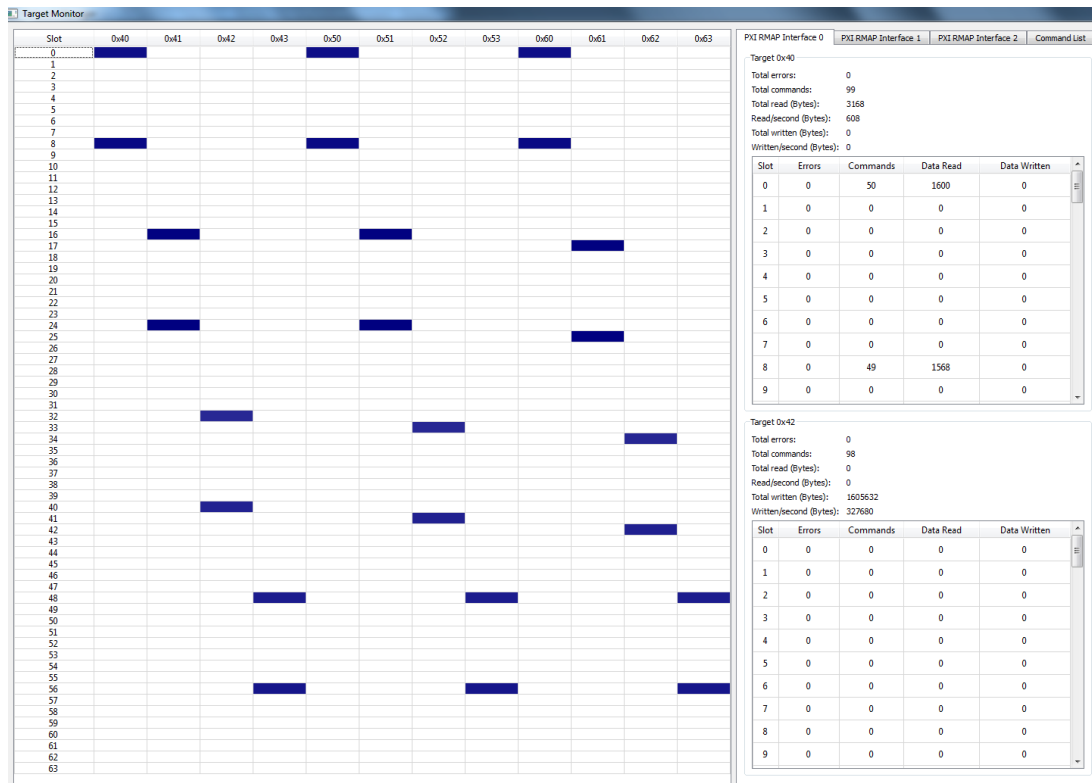 Target Monitor
Slot 0x40 0x41 0x42 0x43 0x50 0x51 0x52 0x53 0x60 0x61 0x62 0x63
0
1
2
3
4
5
6
7
8
9
10
11
12
13
14
15
16
17
18
19
20
21
22
23
24
25
26
27
28
29
30
31
32
33
34
35
36
37
38
39
40
41
42
43
44
45
46
47
48
49
50
51
52
53
54
55
56
57
58
59
60
61
62
63
PXI RMAP Interface 0 PXI RMAP Interface 1 PXI RMAP Interface 2 Command List
Target 0x40
Total errors: 0
Total commands: 99
Total read (Bytes): 3168
Read/second (Bytes): 608
Total written (Bytes): 0
Written/second (Bytes): 0
Slot Errors Commands Data Read Data Written
0 0 50 1600 0
1 0 0 0 0
2 0 0 0 0
3 0 0 0 0
4 0 0 0 0
5 0 0 0 0
6 0 0 0 0
7 0 0 0 0
8 0 49 1568 0
9 0 0 0 0
Target 0x42
Total errors: 0
Total commands: 98
Total read (Bytes): 0
Read/second (Bytes): 0
Total written (Bytes): 1605632
Written/second (Bytes): 327680
Slot Errors Commands Data Read Data Written
0 0 0 0 0
1 0 0 0 0
2 0 0 0 0
3 0 0 0 0
4 0 0 0 0
5 0 0 0 0
6 0 0 0 0
7 0 0 0 0
8 0 0 0 0
9 0 0 0 0